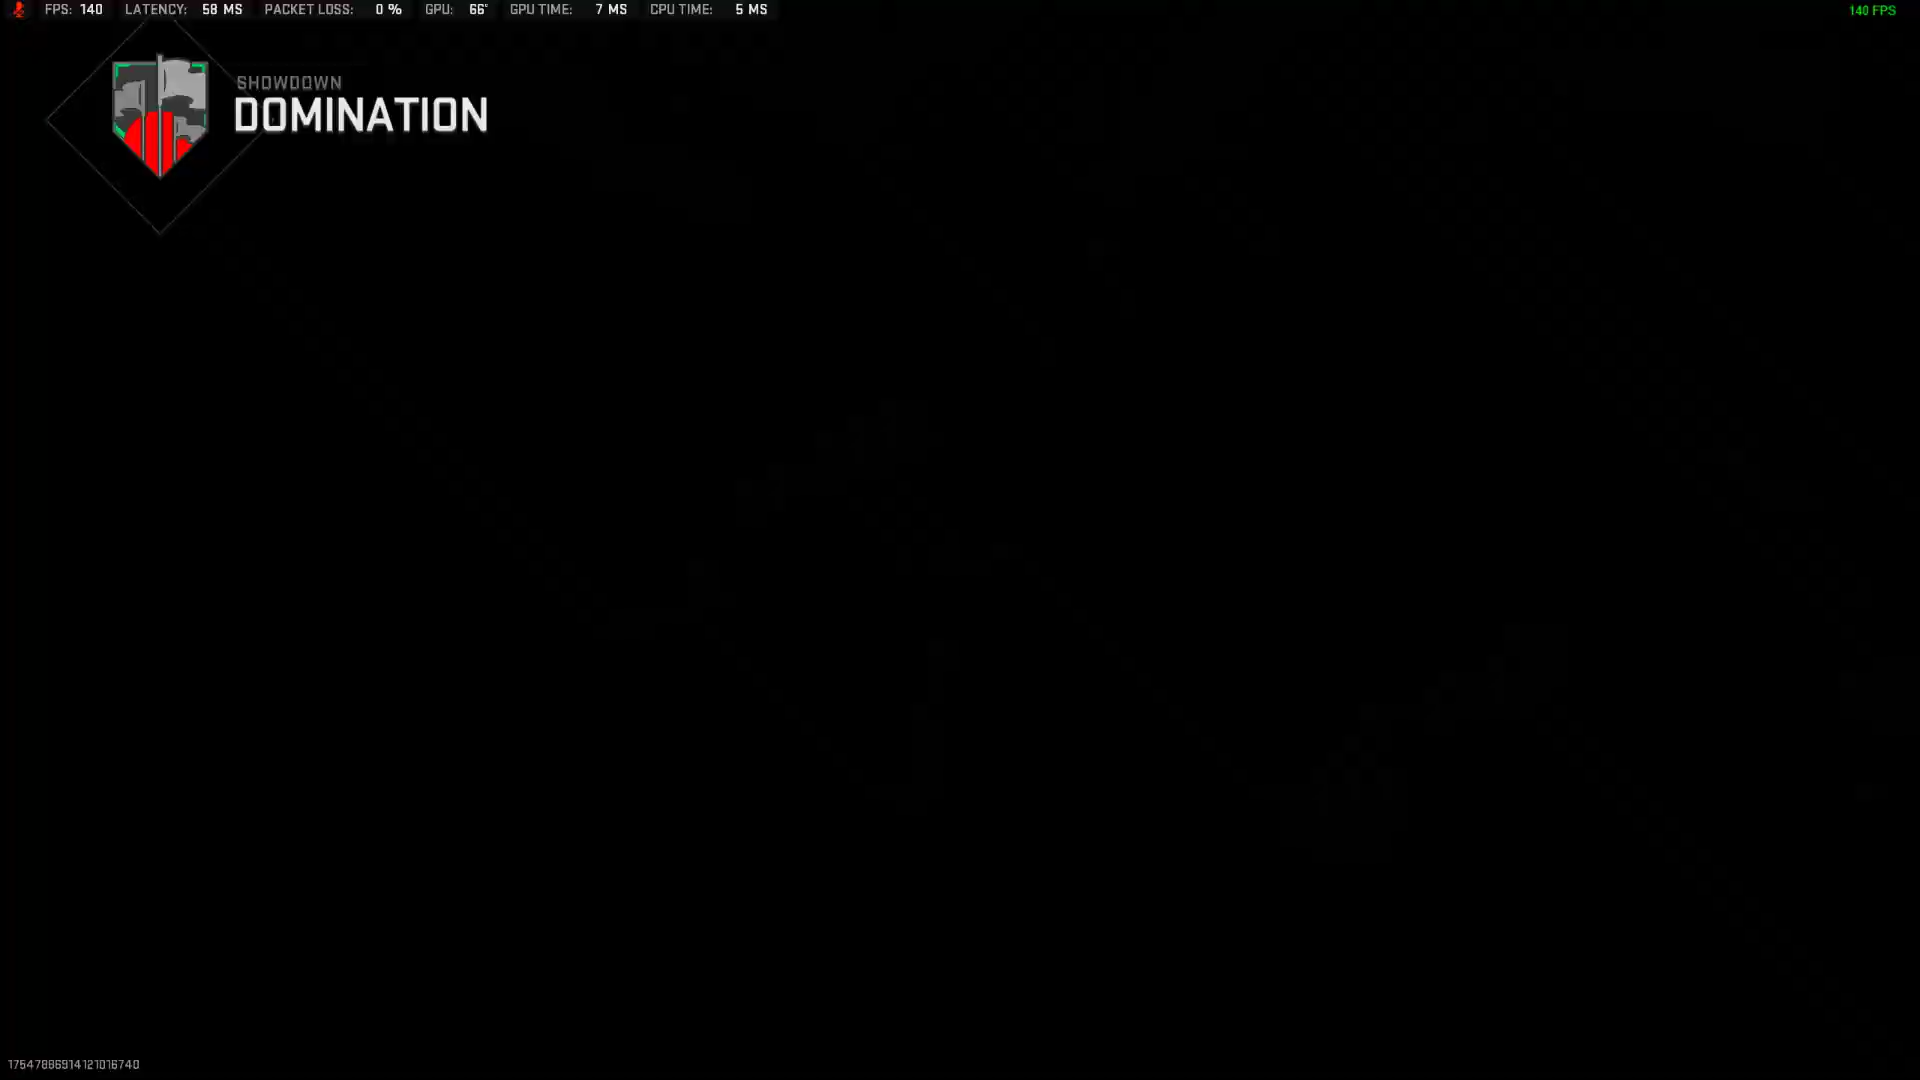 FPS: 140 LATENCY: 58 MS PACKET LOSS: 0 % GPU: 66° GPU TIME: 7 MS CPU TIME: 5 MS
140 FPS
SHOWDOWN
DOMINATION
17547886914121016740